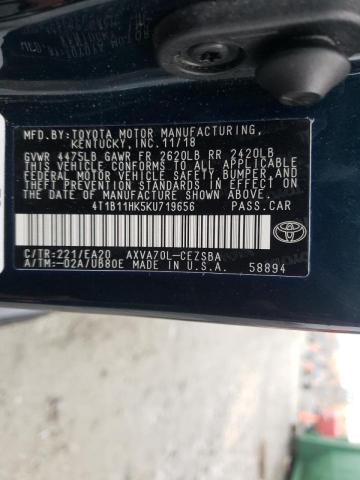 MFD.BY:TOYOTA MOTOR MANUFACTURING,
KENTUCKY,INC.11/18
GVWR 4475LB GAWR FR 2620LB RR 2420LB
THIS VEHICLE CONFORMS TO ALL APPLICABLE
FEDERAL MOTOR VEHICLE SAFETY, BUMPER,
AND THEFT PREVENTION STANDARDS IN EFFECT ON
THE DATE OF MANUFACTURE SHOWN ABOVE.
4T1B11HK5KU719656 PASS.CAR
TOYOTA
C/TR:221/EA20 AXVA70L-CEZSBA
A/TM:-02A/UB80E MADE IN U.S.A. 58894